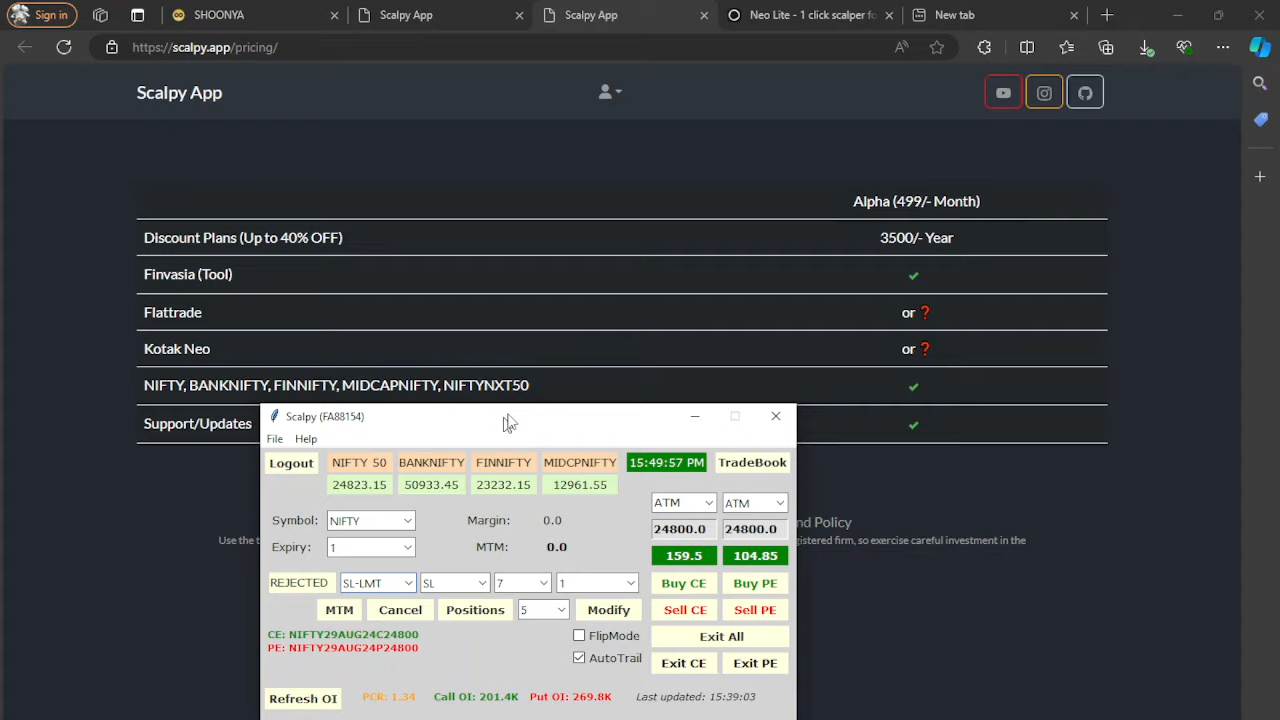 Sign in
SHOONYA
Scalpy App
Scalpy App
Neo Lite - 1 click scalper fo
New tab
https://scalpy.app/pricing/
Scalpy App
Alpha (499/- Month)
Discount Plans (Up to 40% OFF) 3500/- Year
Finvasia (Tool) ✔
Flattrade or ❓
Kotak Neo or ❓
NIFTY, BANKNIFTY, FINNIFTY, MIDCAPNIFTY, NIFTYNXT50 ✔
Support/Updates ✔
nd Policy
Use the t
gistered firm, so exercise careful investment in the
Scalpy (FA88154)
File Help
Logout NIFTY 50 BANKNIFTY FINNIFTY MIDCPNIFTY 15:49:57 PM TradeBook
24823.15 50933.45 23232.15 12961.55
ATM ATM
Symbol: NIFTY Margin: 0.0 24800.0 24800.0
Expiry: 1 MTM: 0.0 159.5 104.85
REJECTED SL-LMT SL 7 1 Buy CE Buy PE
MTM Cancel Positions 5 Modify Sell CE Sell PE
CE: NIFTY29AUG24C24800 FlipMode Exit All
PE: NIFTY29AUG24P24800 AutoTrail Exit CE Exit PE
Refresh OI PCR: 1.34 Call OI: 201.4K Put OI: 269.8K Last updated: 15:39:03